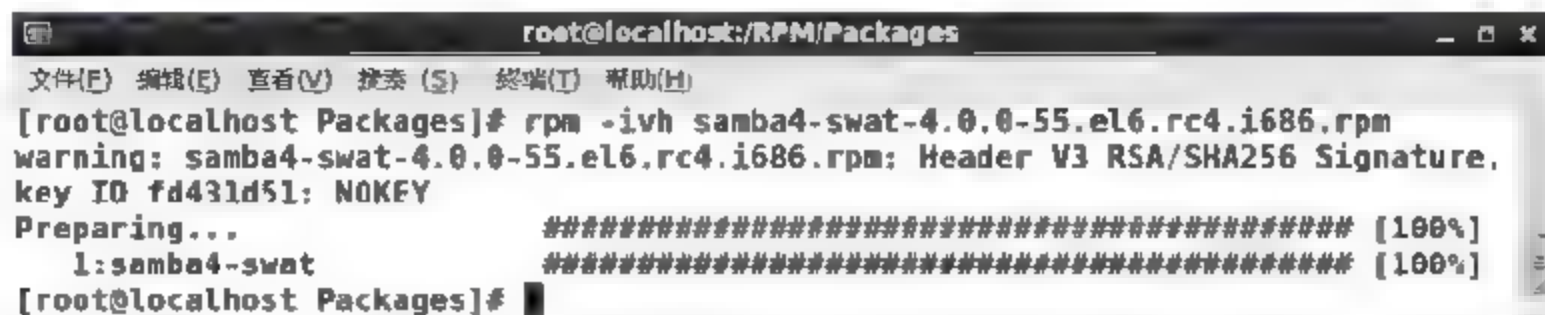 root@localhost:/RPM/Packages
文件(F) 编辑(E) 查看(V) 搜索 (S) 终端(T) 帮助(H)
[root@localhost Packages]# rpm -ivh samba4-swat-4.0.0-55.el6.rc4.i686.rpm
warning: samba4-swat-4.0.0-55.el6.rc4.i686.rpm: Header V3 RSA/SHA256 Signature,
key ID fd431d51: NOKEY
Preparing... ########################################### [100%]
1:samba4-swat ########################################### [100%]
[root@localhost Packages]#